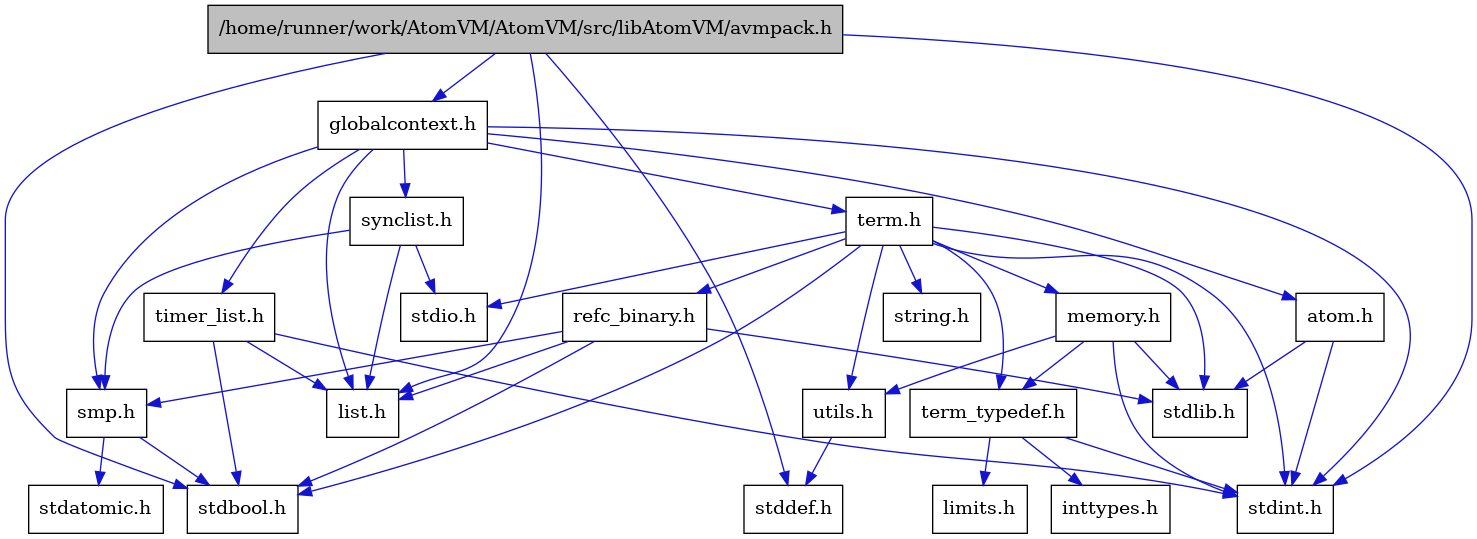 /home/runner/work/AtomVM/AtomVM/src/libAtomVM/avmpack.h
globalcontext.h
synclist.h
term.h
timer_list.h
stdio.h
refc_binary.h
string.h
memory.h
atom.h
smp.h
list.h
utils.h
term_typedef.h
stdlib.h
stdatomic.h
stdbool.h
stddef.h
limits.h
inttypes.h
stdint.h